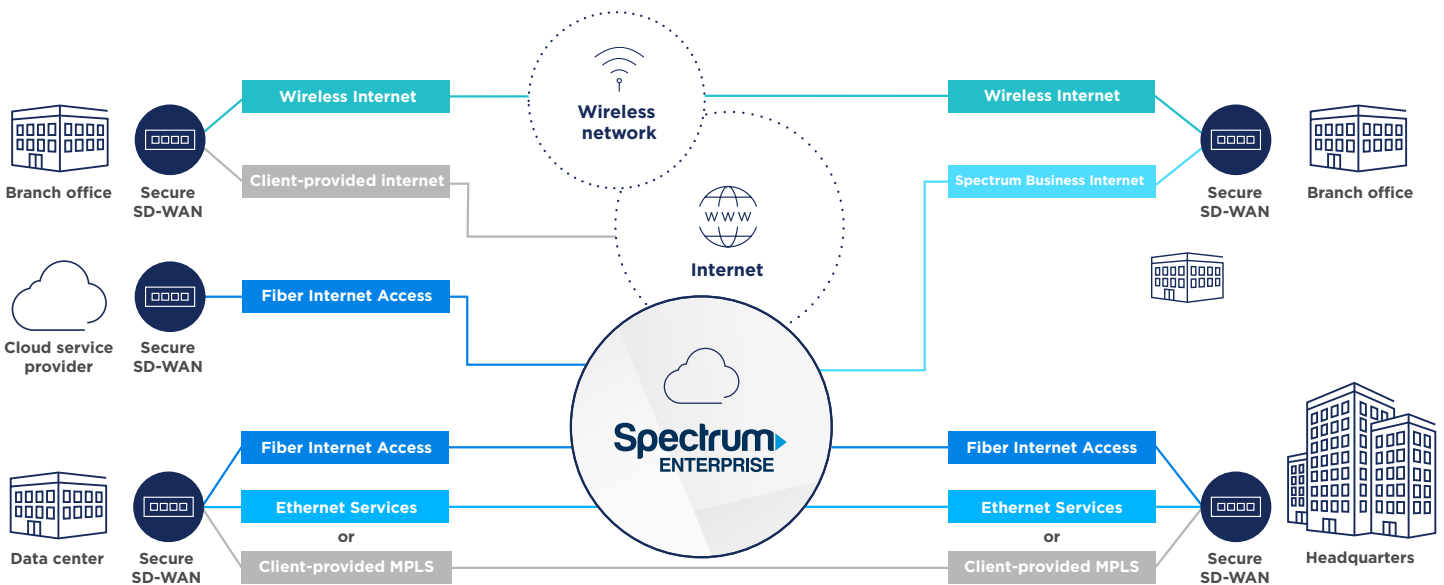 Wireless Internet
Wireless
network
Wireless Internet
Client-provided internet
Spectrum Business Internet
Branch office
Secure
SD-WAN
WWW
Internet
Secure
SD-WAN
Branch office
Fiber Internet Access
Cloud service
provider
Secure
SD-WAN
Spectrum
ENTERPRISE
Fiber Internet Access
Ethernet Services
or
Client-provided MPLS
Data center
Secure
SD-WAN
Fiber Internet Access
Ethernet Services
or
Client-provided MPLS
Secure
SD-WAN
Headquarters